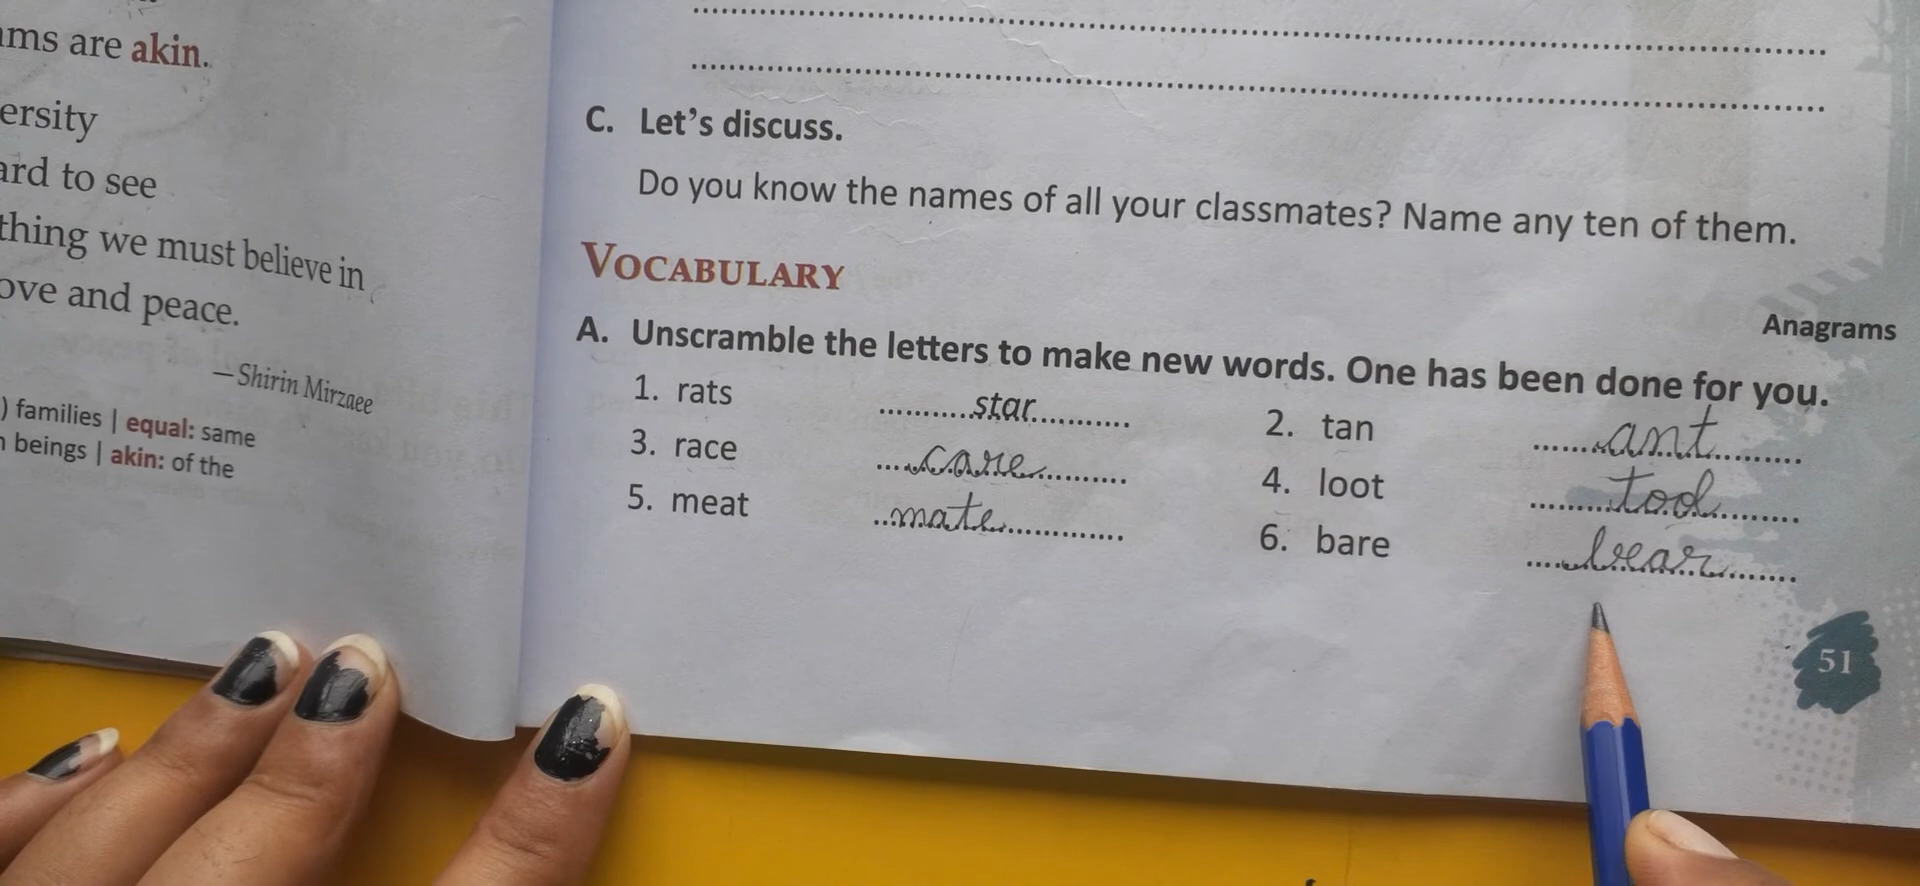 ms are akin.
ersity
ard to see
thing we must believe in
ove and peace.
—Shirin Mirzaee
) families | equal: same
beings | akin: of the
C. Let's discuss.
Do you know the names of all your classmates? Name any ten of them.
VOCABULARY
Anagrams
A. Unscramble the letters to make new words. One has been done for you.
1. rats star 2. tan ant
3. race care 4. loot tool
5. meat mate 6. bare bear
51